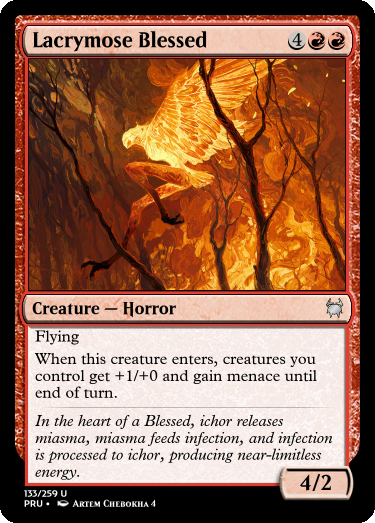 Lacrymose Blessed 4
Creature — Horror
Flying
When this creature enters, creatures you
control get +1/+0 and gain menace until
end of turn.
In the heart of a Blessed, ichor releases
miasma, miasma feeds infection, and infection
is processed to ichor, producing near-limitless
energy.
4/2
133/259 U
PRU • Artem Chebokha 4